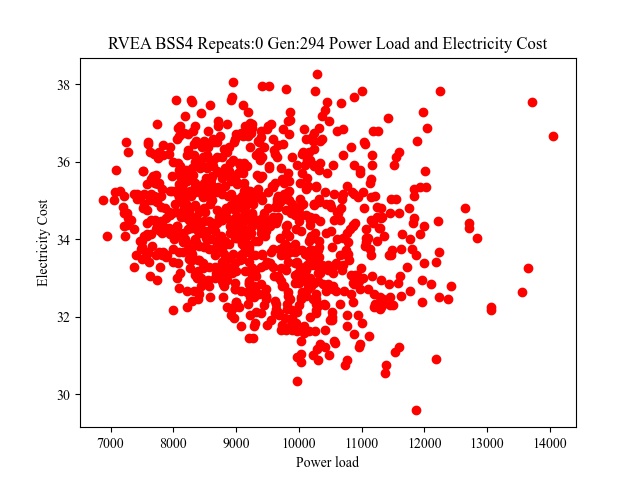 RVEA BSS4 Repeats:0 Gen:294 Power Load and Electricity Cost
38
36
34
32
30
Electricity Cost
7000 8000 9000 10000 11000 12000 13000 14000
Power load